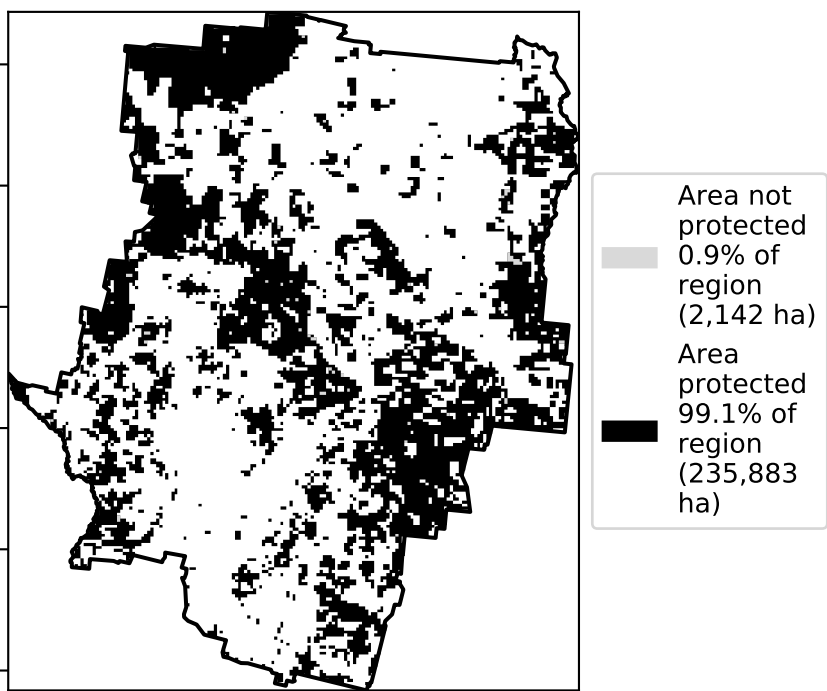 Area not
protected
0.9% of
region
(2,142 ha)
Area
protected
99.1% of
region
(235,883
ha)